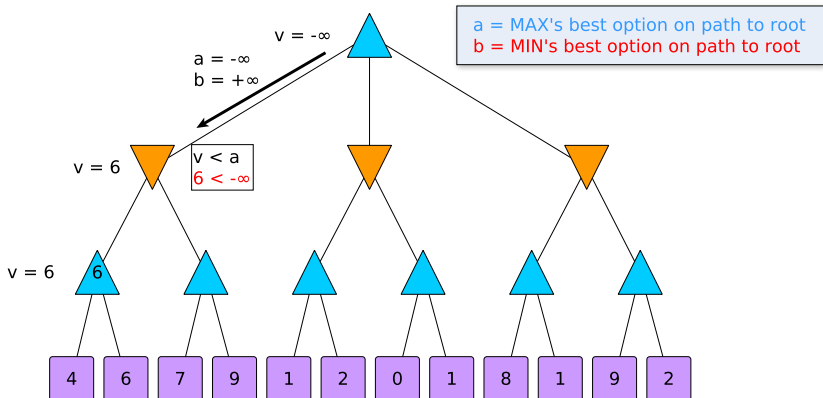 a = MAX's best option on path to root
b = MIN's best option on path to root
v = -∞
a = -∞
b = +∞
v = 6
v < a
6 < -∞
v = 6
6
4 6 7 9 1 2 0 1 8 1 9 2